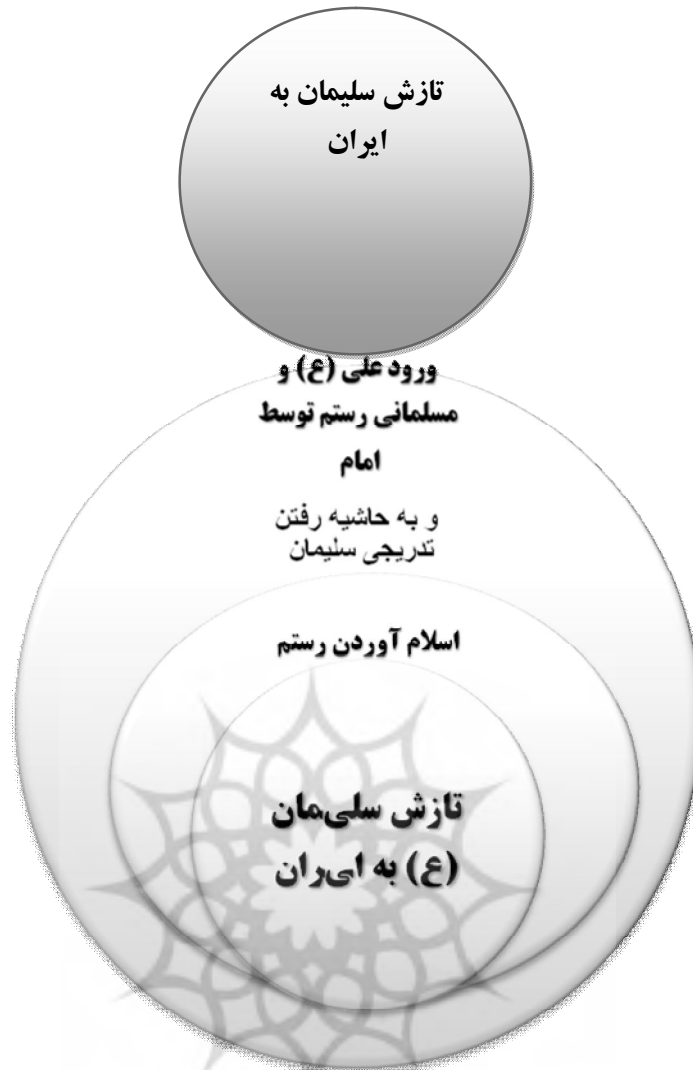 تازش سلیمان به
ایران
ورود علی (ع) و
مسلمانی رستم توسط
امام
و به حاشیه رفتن
تدریجی سلیمان
اسلام آوردن رستم
تازش سلی‌مان
(ع) به ای‌ران